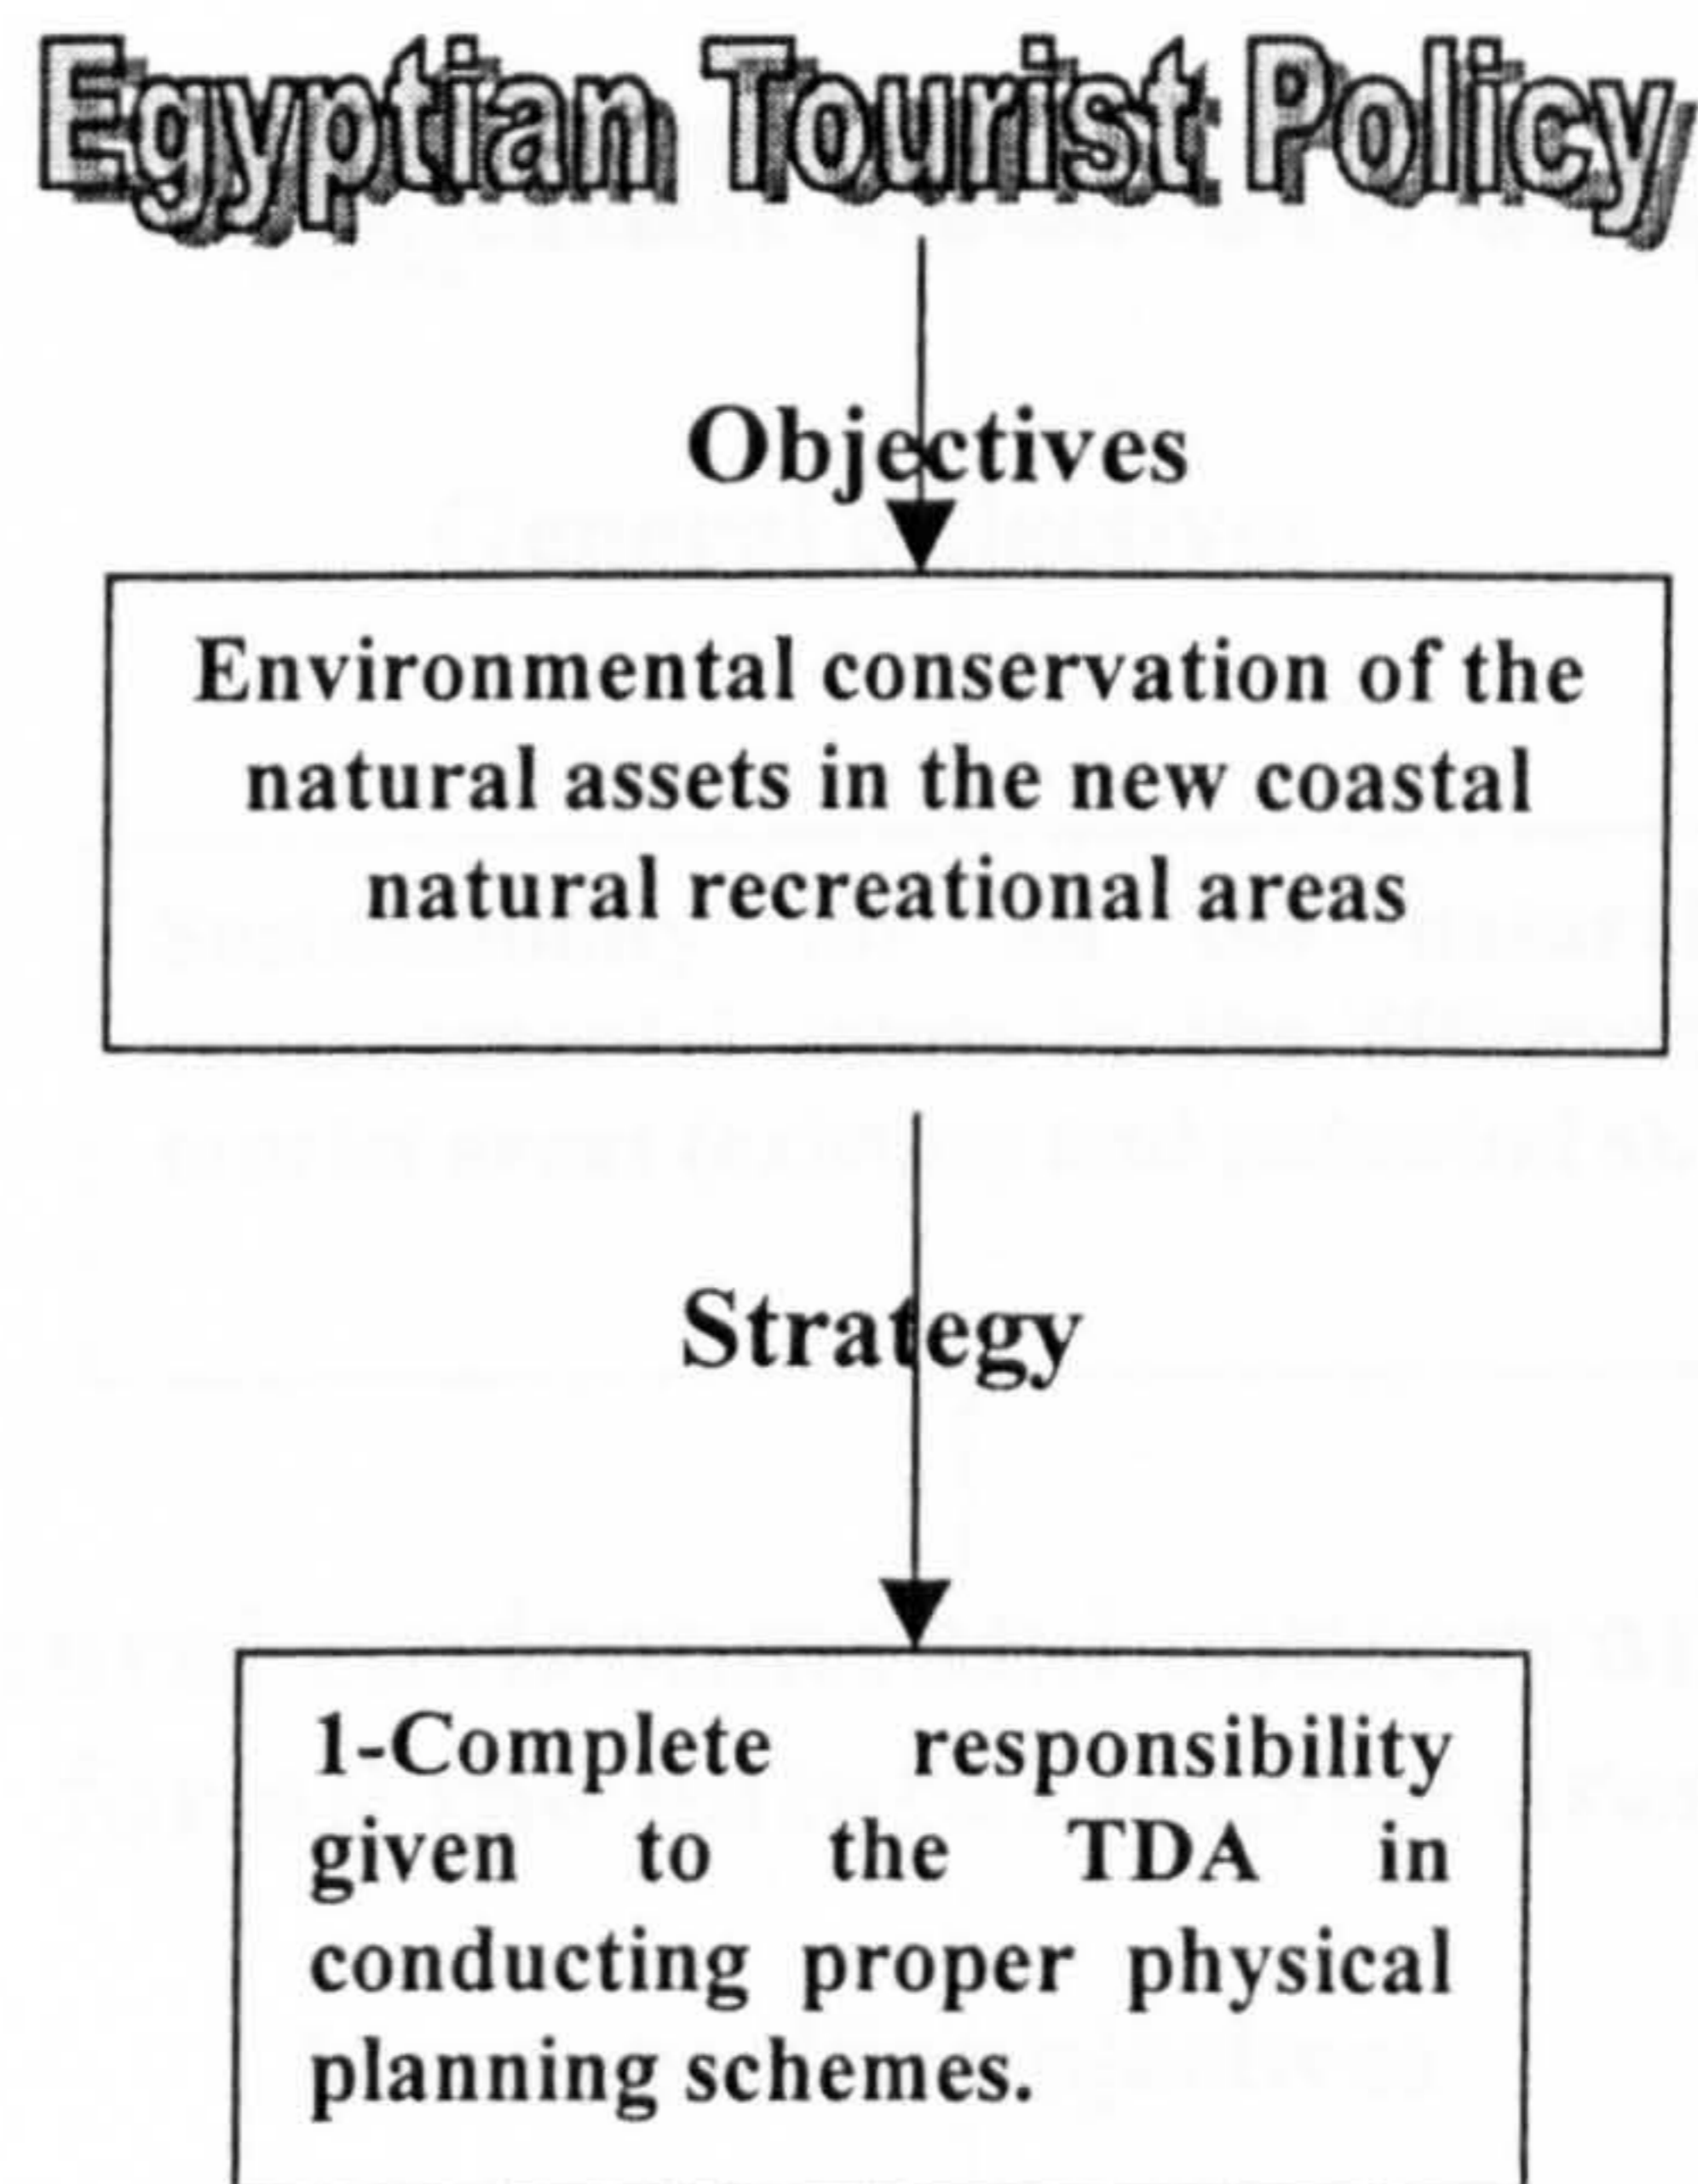 Egyptian Tourist Policy
Objectives
Environmental conservation of the
natural assets in the new coastal
natural recreational areas
Strategy
1-Complete responsibility
given to the TDA in
conducting proper physical
planning schemes.